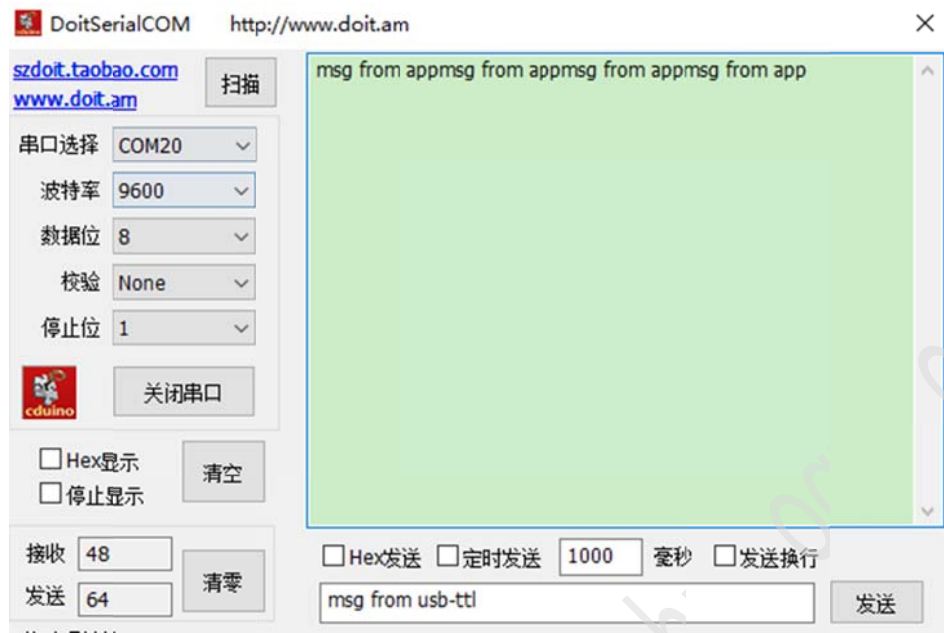 DoitSerialCOM http://www.doit.am
szdoit.taobao.com
www.doit.am
扫描
串口选择 COM20
波特率 9600
数据位 8
校验 None
停止位 1
cduino
关闭串口
Hex显示
停止显示
清空
接收 48
发送 64
清零
msg from appmsg from appmsg from appmsg from app
Hex发送 定时发送 1000 毫秒 发送换行
msg from usb-ttl 发送